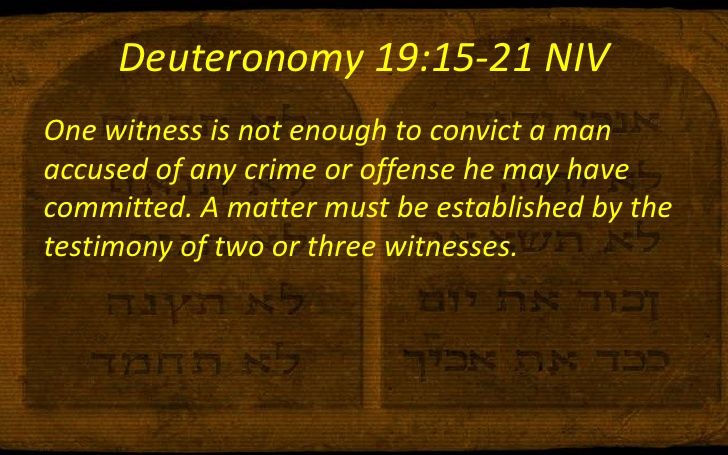 Deuteronomy 19:15-21 NIV
One witness is not enough to convict a man
accused of any crime or offense he may have
committed. A matter must be established by the
testimony of two or three witnesses.
לא תשא
זכור את יום
כבד את אביך
לא תענה
לא תחמד